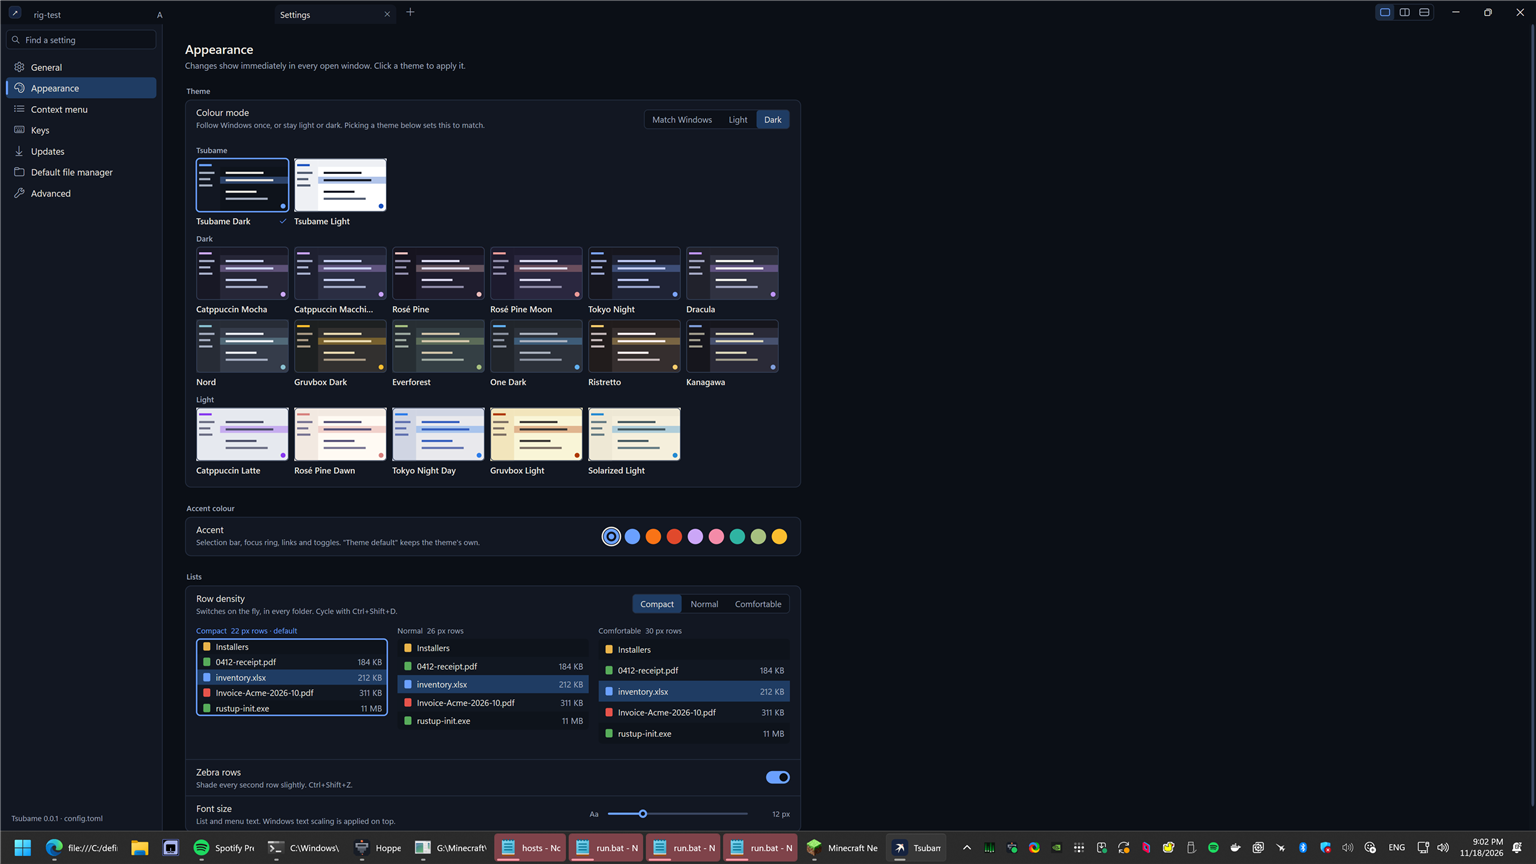 rig-test
A
Settings
Find a setting
General
Appearance
Context menu
Keys
Updates
Default file manager
Advanced
Tsubame 0.0.1 · config.toml
Appearance
Changes show immediately in every open window. Click a theme to apply it.
Theme
Colour mode
Follow Windows once, or stay light or dark. Picking a theme below sets this to match.
Match Windows Light Dark
Tsubame
Tsubame Dark Tsubame Light
Dark
Catppuccin Mocha Catppuccin Macchi... Rosé Pine Rosé Pine Moon Tokyo Night Dracula
Nord Gruvbox Dark Everforest One Dark Ristretto Kanagawa
Light
Catppuccin Latte Rosé Pine Dawn Tokyo Night Day Gruvbox Light Solarized Light
Accent colour
Accent
Selection bar, focus ring, links and toggles. "Theme default" keeps the theme's own.
Lists
Row density
Switches on the fly, in every folder. Cycle with Ctrl+Shift+D.
Compact Normal Comfortable
Compact 22 px rows · default
Installers
0412-receipt.pdf 184 KB
inventory.xlsx 212 KB
Invoice-Acme-2026-10.pdf 311 KB
rustup-init.exe 11 MB
Normal 26 px rows
Installers
0412-receipt.pdf 184 KB
inventory.xlsx 212 KB
Invoice-Acme-2026-10.pdf 311 KB
rustup-init.exe 11 MB
Comfortable 30 px rows
Installers
0412-receipt.pdf 184 KB
inventory.xlsx 212 KB
Invoice-Acme-2026-10.pdf 311 KB
rustup-init.exe 11 MB
Zebra rows
Shade every second row slightly. Ctrl+Shift+Z.
Font size
List and menu text. Windows text scaling is applied on top.
Aa 12 px
file:///C:/defi Spotify Pr C:\Windows\ Hoppe G:\Minecraft\ hosts - Nc run.bat - N run.bat - N run.bat - N Minecraft Ne Tsuban
ENG
9:02 PM
11/18/2026